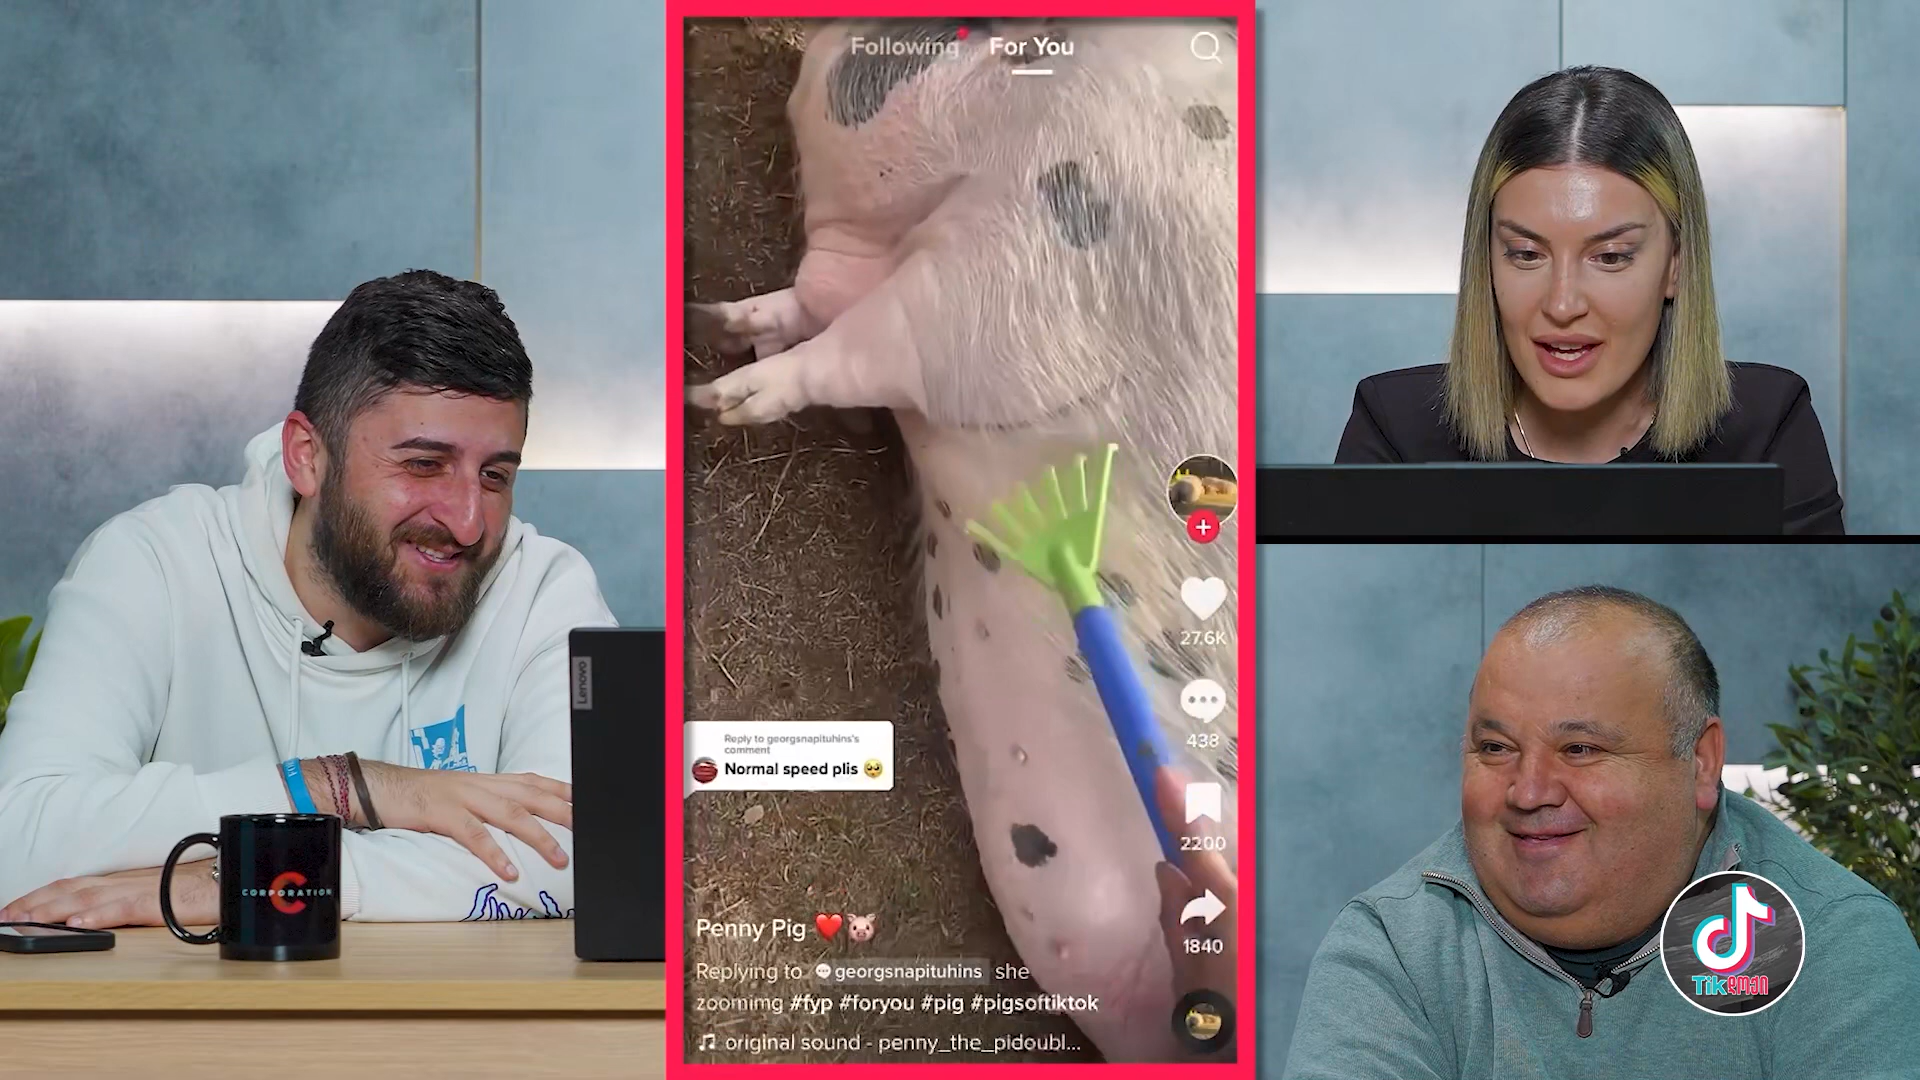 Following
For You
Lenovo
27.6K
438
Reply to georgsnapituhins's
comment
Normal speed plis 🥺
2200
CORPORATION
1840
Penny Pig ❤️🐷
Replying to 💬georgsnapituhins she
zoomimg #fyp #foryou #pig #pigsoftiktok
original sound - penny_the_pidoubl...
Tikტოკი